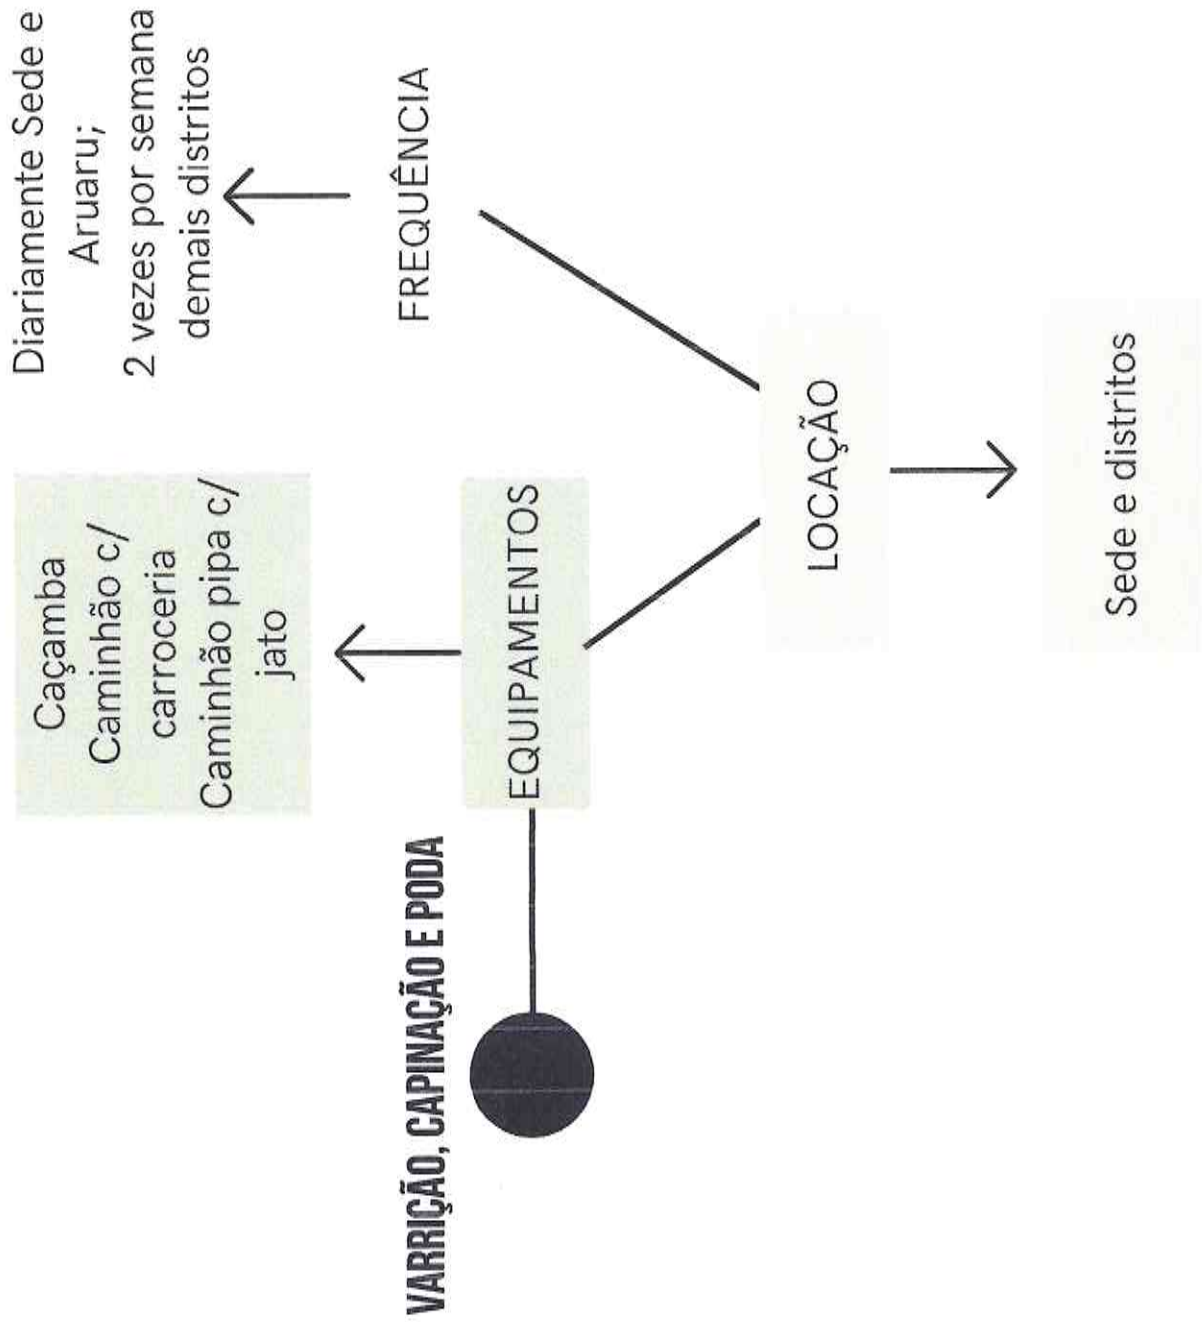 VARRIÇÃO, CAPINAÇÃO E PODA
Caçamba
Caminhão c/
carroceria
Caminhão pipa c/
jato
EQUIPAMENTOS
LOCAÇÃO
Sede e distritos
Diariamente Sede e
Aruaru;
2 vezes por semana
demais distritos
FREQUÊNCIA